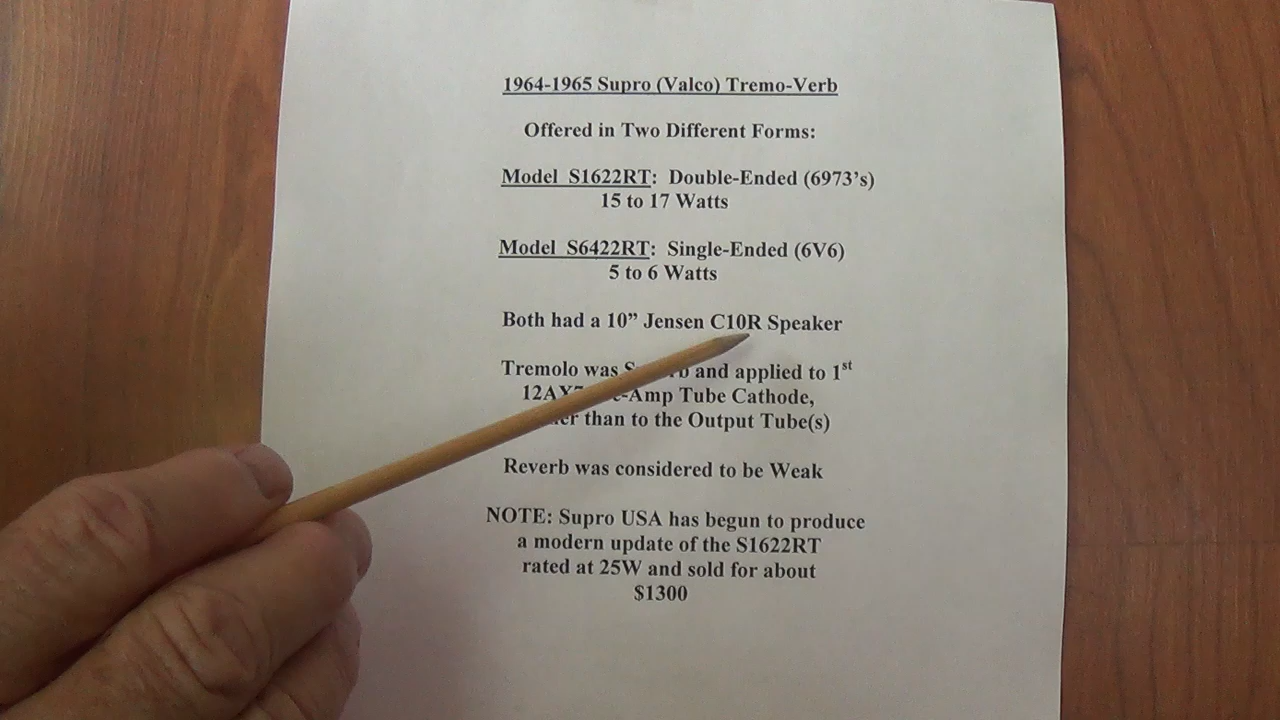 1964-1965 Supro (Valco) Tremo-Verb
Offered in Two Different Forms:
Model S1622RT: Double-Ended (6973's)
15 to 17 Watts
Model S6422RT: Single-Ended (6V6)
5 to 6 Watts
Both had a 10” Jensen C10R Speaker
Tremolo was and applied to 1st
Tube Cathode,
than to the Output Tube(s)
Reverb was considered to be Weak
NOTE: Supro USA has begun to produce
a modern update of the S1622RT
rated at 25W and sold for about
$1300